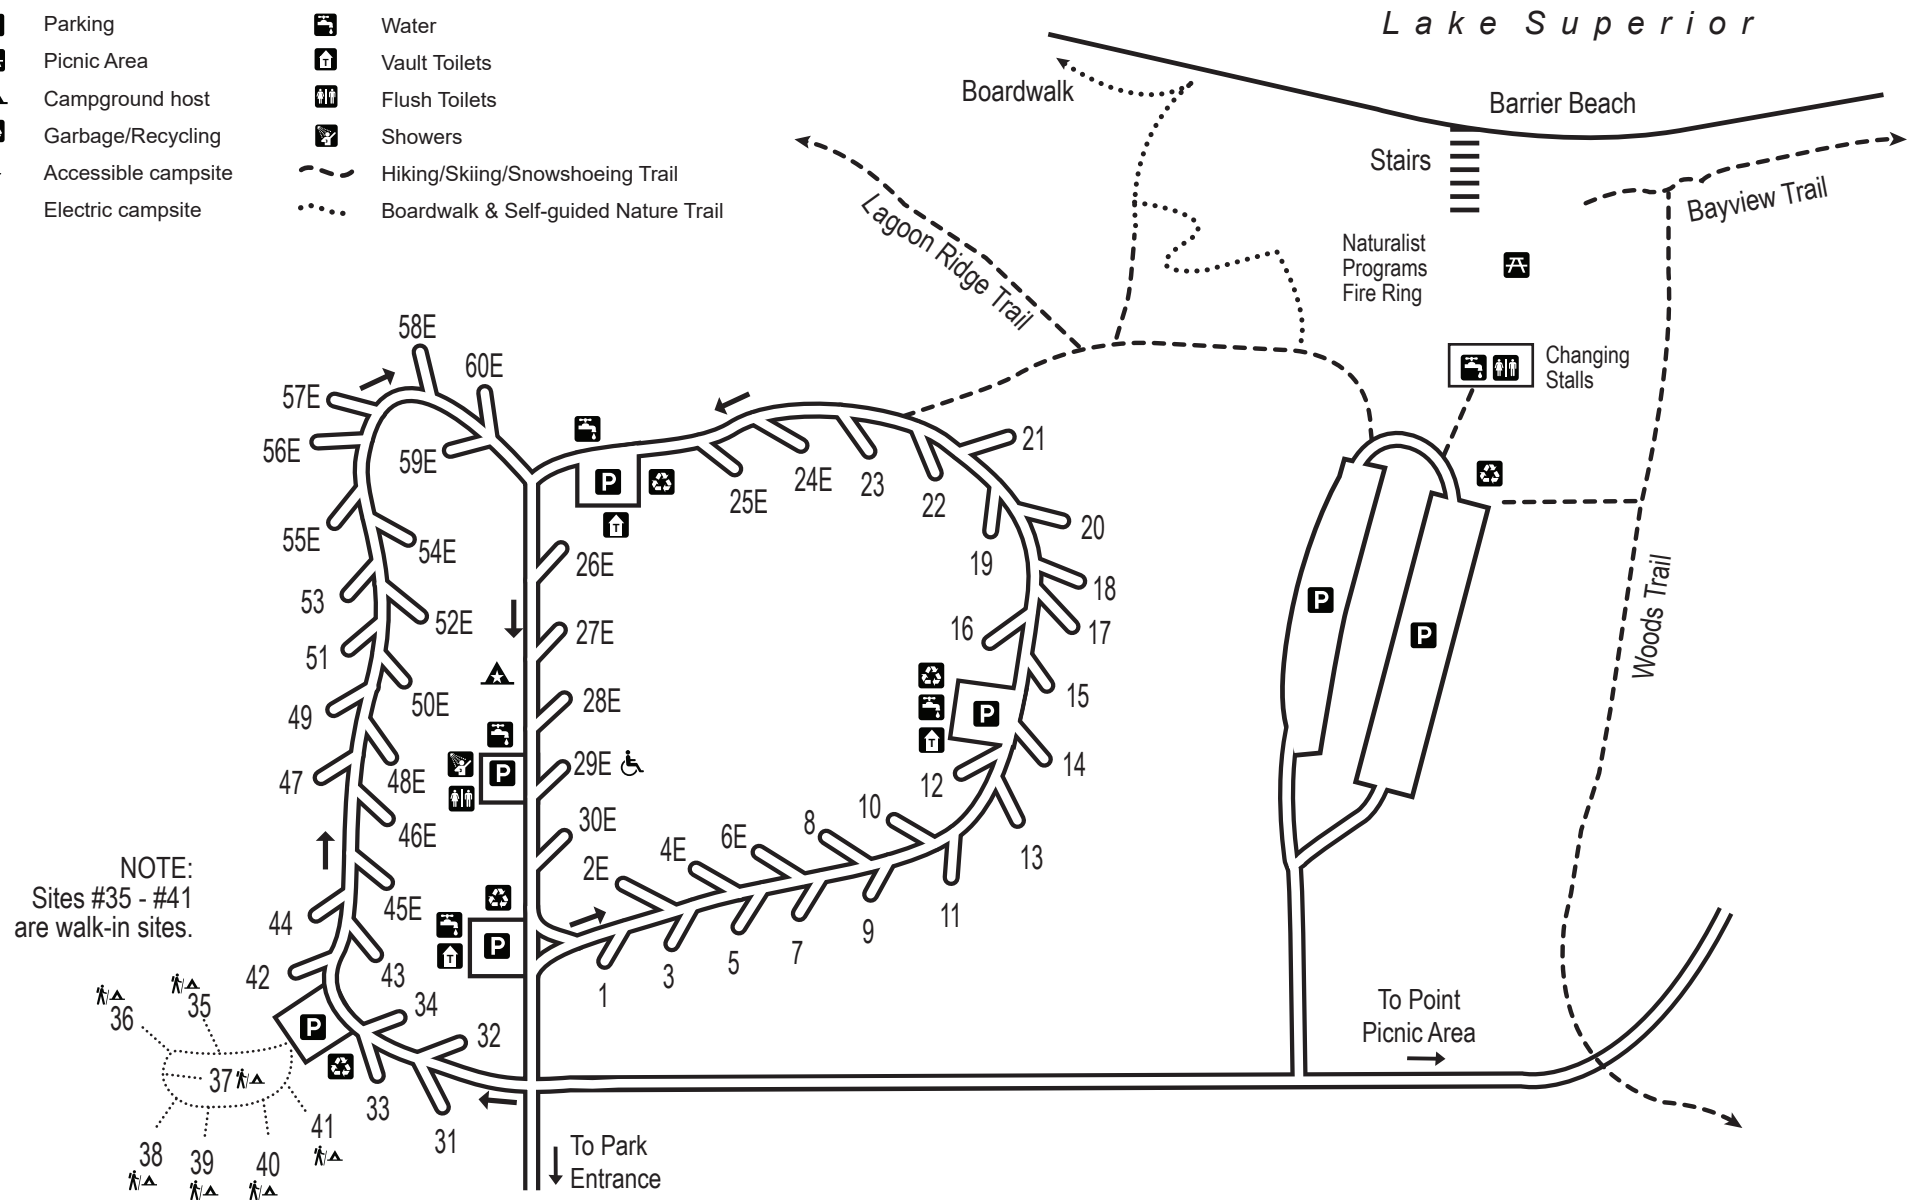 Parking
Picnic Area
Campground host
Garbage/Recycling
Accessible campsite
Electric campsite
Water
Vault Toilets
Flush Toilets
Showers
Hiking/Skiing/Snowshoeing Trail
Boardwalk & Self-guided Nature Trail
Lake Superior
Boardwalk
Barrier Beach
Stairs
Bayview Trail
Lagoon Ridge Trail
Naturalist
Programs
Fire Ring
Changing
Stalls
Woods Trail
58E
60E
57E
56E
59E
55E
54E
53
52E
51
50E
49
48E
47
46E
45E
44
43
42
34
32
33
31
P
T
25E
24E
23
22
21
20
19
18
17
16
15
14
13
12
11
10
9
8
7
6E
5
4E
3
2E
1
26E
27E
28E
29E
30E
P
P
T
P
T
P
P
P
NOTE:
Sites #35 - #41
are walk-in sites.
35
36
37
38
39
40
41
To Point
Picnic Area
To Park
Entrance